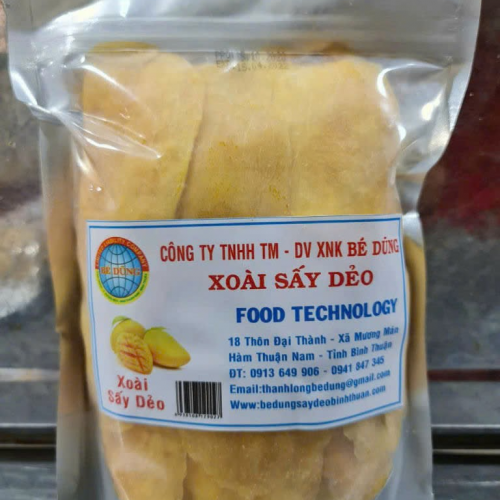 CÔNG TY TNHH TM - DV XNK BÉ DŨNG
XOÀI SẤY DẺO
FOOD TECHNOLOGY
18 Thôn Đại Thành - Xã Mương Mán
Hàm Thuận Nam - Tỉnh Bình Thuận
ĐT: 0913 649 906 - 0941 847 345
Email:thanhlongbedung@gmail.com
Www:bedungsaydeobinhthuan.com
BÉ DŨNG
Xoài
Sấy Dẻo